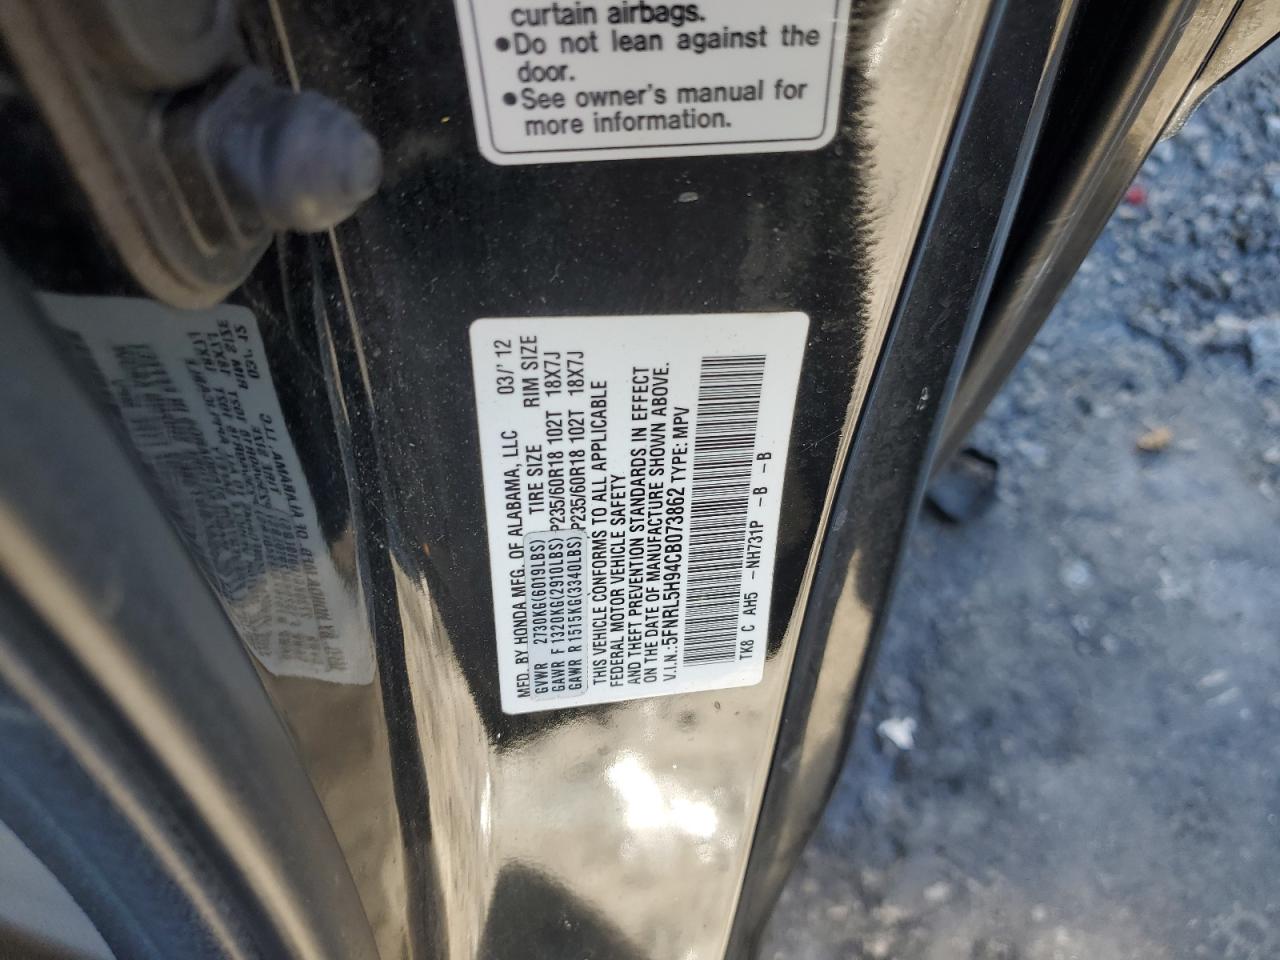 curtain airbags.
•Do not lean against the
door.
•See owner's manual for
more information.
MFD. BY HONDA MFG. OF ALABAMA, LLC 03/'12
GVWR 2730KG(6019LBS) TIRE SIZE RIM SIZE
GAWR F 1320KG(2910LBS) P235/60R18 102T 18X7J
GAWR R 1515KG(3340LBS) P235/60R18 102T 18X7J
THIS VEHICLE CONFORMS TO ALL APPLICABLE
FEDERAL MOTOR VEHICLE SAFETY
AND THEFT PREVENTION STANDARDS IN EFFECT
ON THE DATE OF MANUFACTURE SHOWN ABOVE.
V.I.N.:5FNRL5H94CB073862 TYPE: MPV
TK8 C AH5 -NH731P -B -B